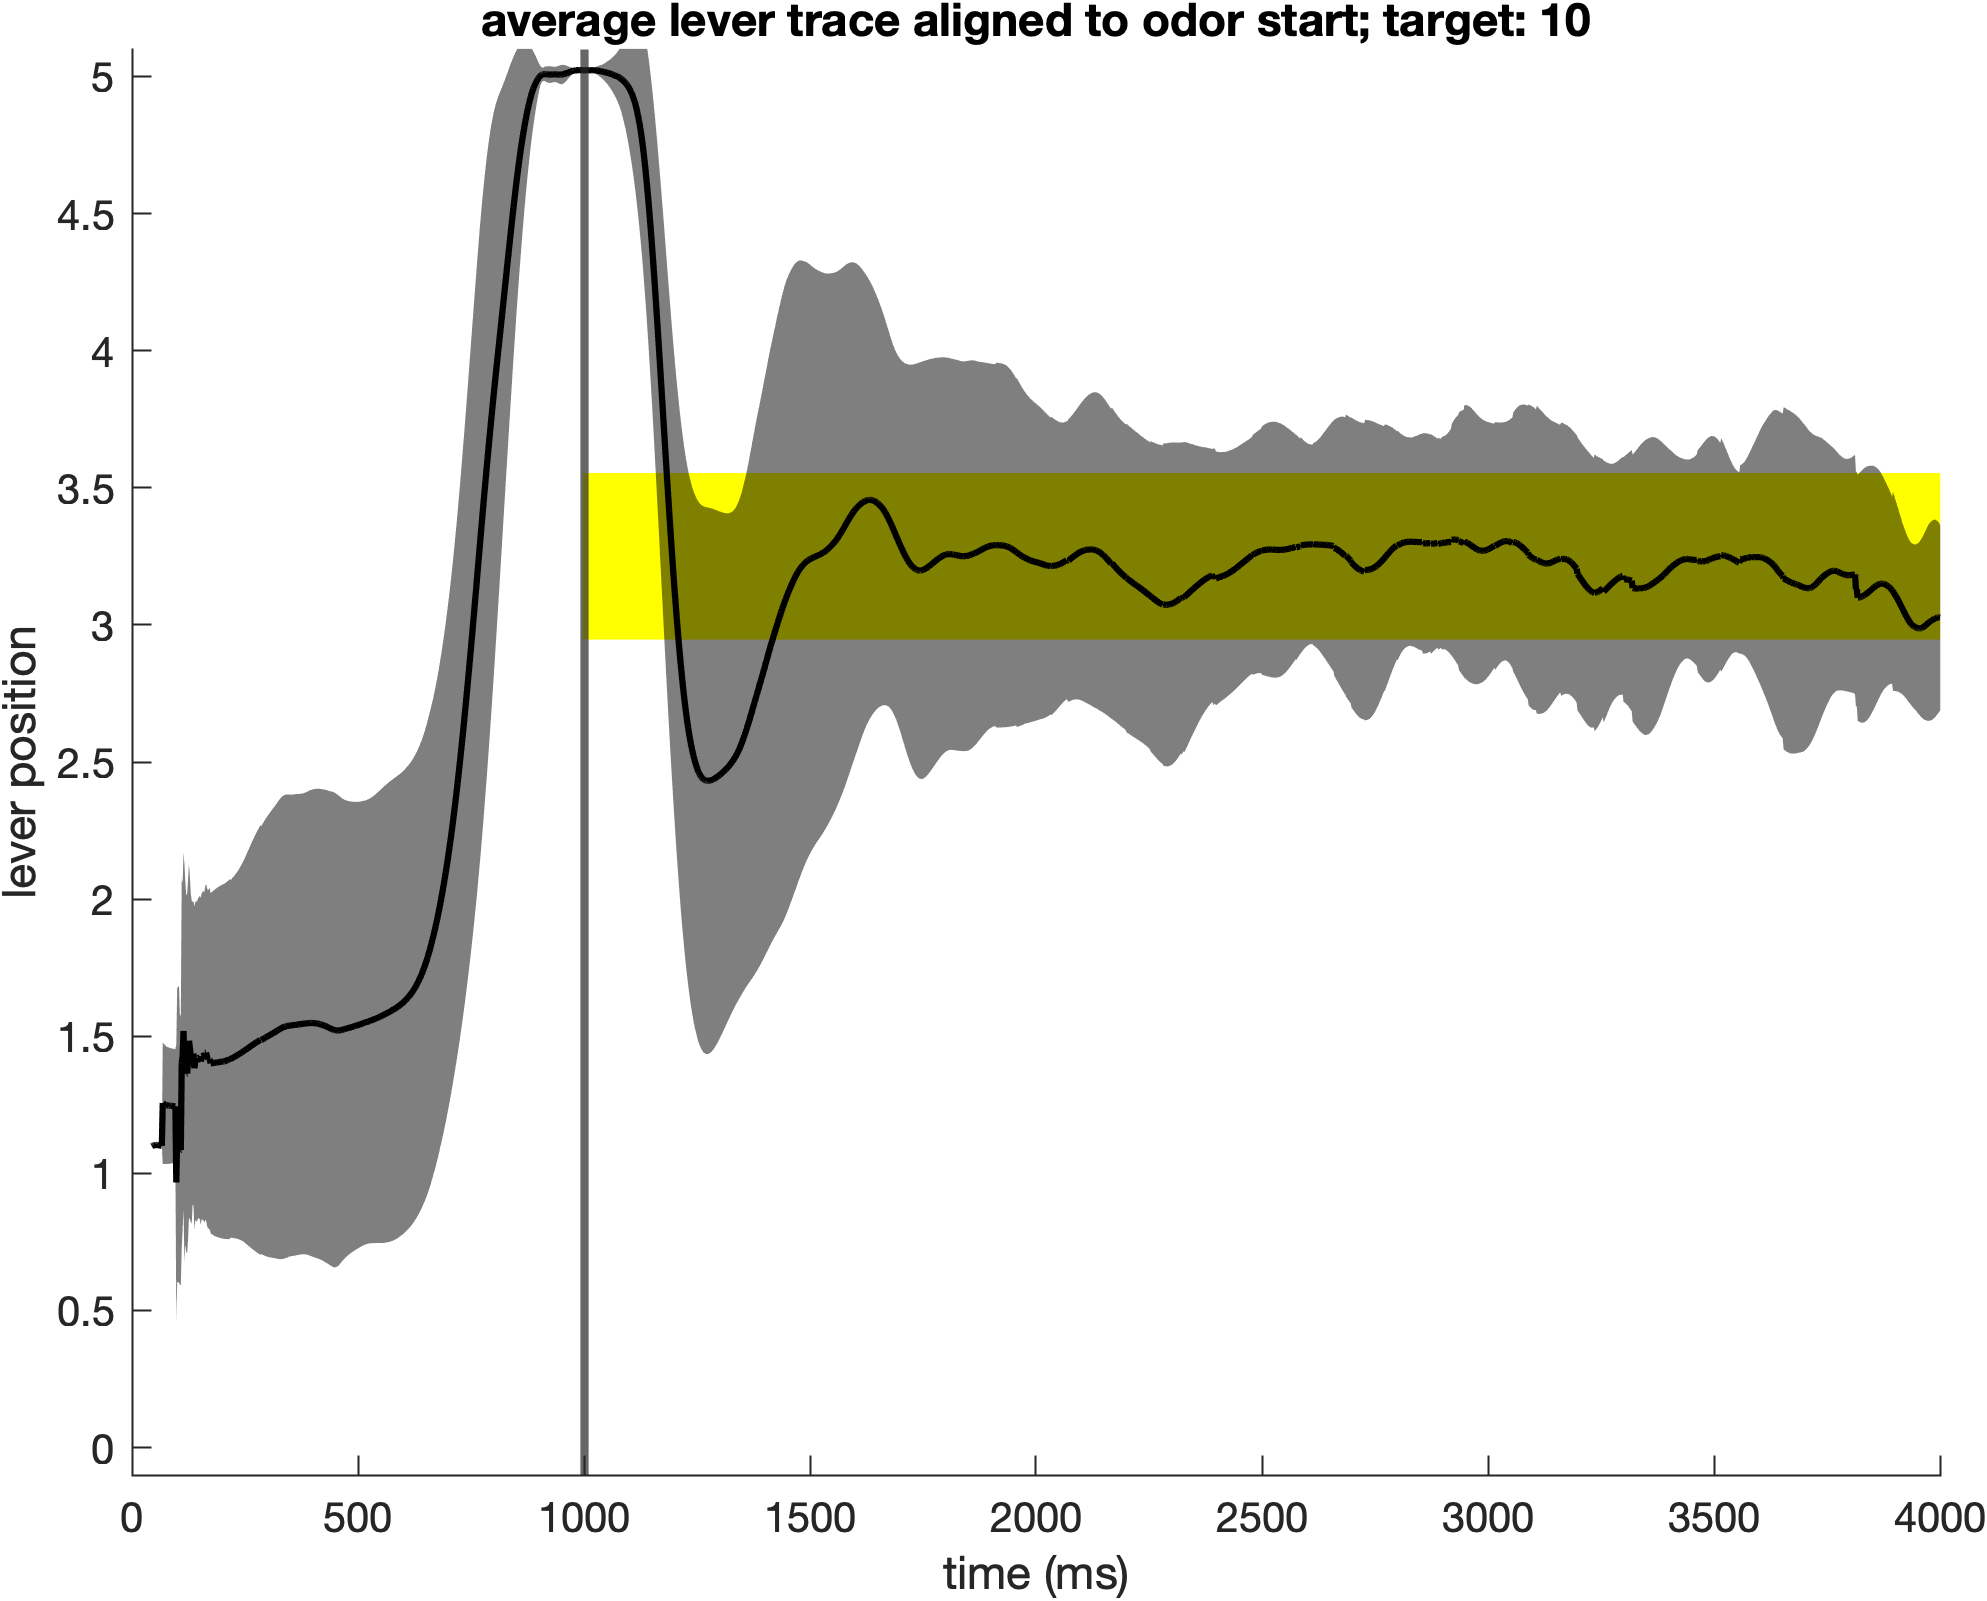 average lever trace aligned to odor start; target: 10
5
4.5
4
3.5
3
2.5
2
1.5
1
0.5
0
lever position
0 500 1000 1500 2000 2500 3000 3500 4000
time (ms)